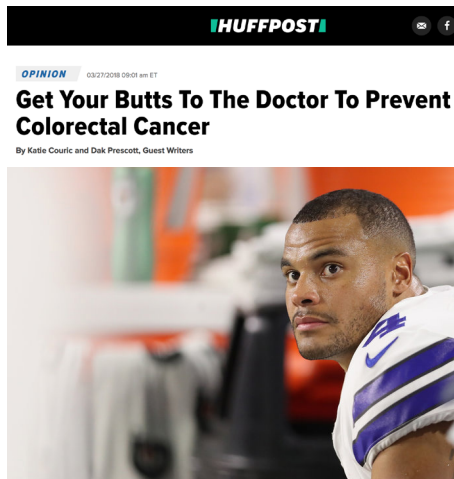 HUFFPOST
OPINION 03/27/2018 09:01 am ET
Get Your Butts To The Doctor To Prevent
Colorectal Cancer
By Katie Couric and Dak Prescott, Guest Writers
4